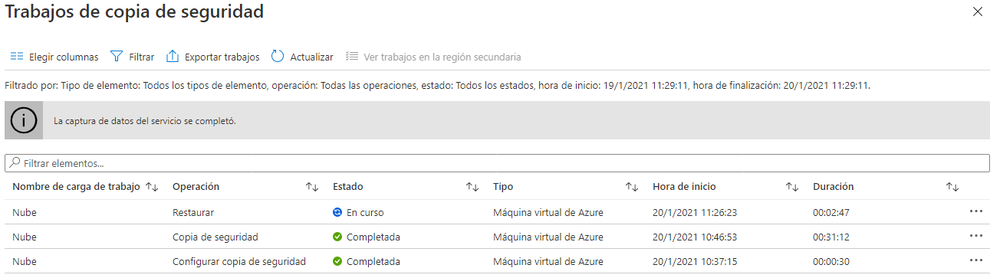 Trabajos de copia de seguridad
Elegir columnas Filtrar Exportar trabajos Actualizar Ver trabajos en la región secundaria
Filtrado por: Tipo de elemento: Todos los tipos de elemento, operación: Todas las operaciones, estado: Todos los estados, hora de inicio: 19/1/2021 11:29:11, hora de finalización: 20/1/2021 11:29:11.
La captura de datos del servicio se completó.
Filtrar elementos...
Nombre de carga de trabajo Operación Estado Tipo Hora de inicio Duración
Nube Restaurar En curso Máquina virtual de Azure 20/1/2021 11:26:23 00:02:47
Nube Copia de seguridad Completada Máquina virtual de Azure 20/1/2021 10:46:53 00:31:12
Nube Configurar copia de seguridad Completada Máquina virtual de Azure 20/1/2021 10:37:15 00:00:30